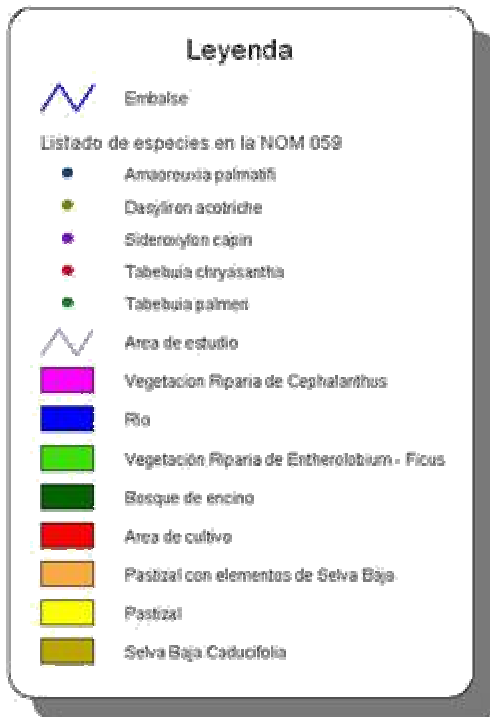 Leyenda
Embalse
Listado de especies en la NOM 059
Amaoreuxia palmatifi
Dasyliron acotriche
Sideroxylon capin
Tabebuia chryasantha
Tabebuia palmeri
Area de estudio
Vegetacion Riparia de Cephalanthus
Rio
Vegetación Riparia de Entherolobium - Ficus
Bosque de encino
Area de cultivo
Pastizal con elementos de Selva Baja
Pastizal
Selva Baja Caducifolia